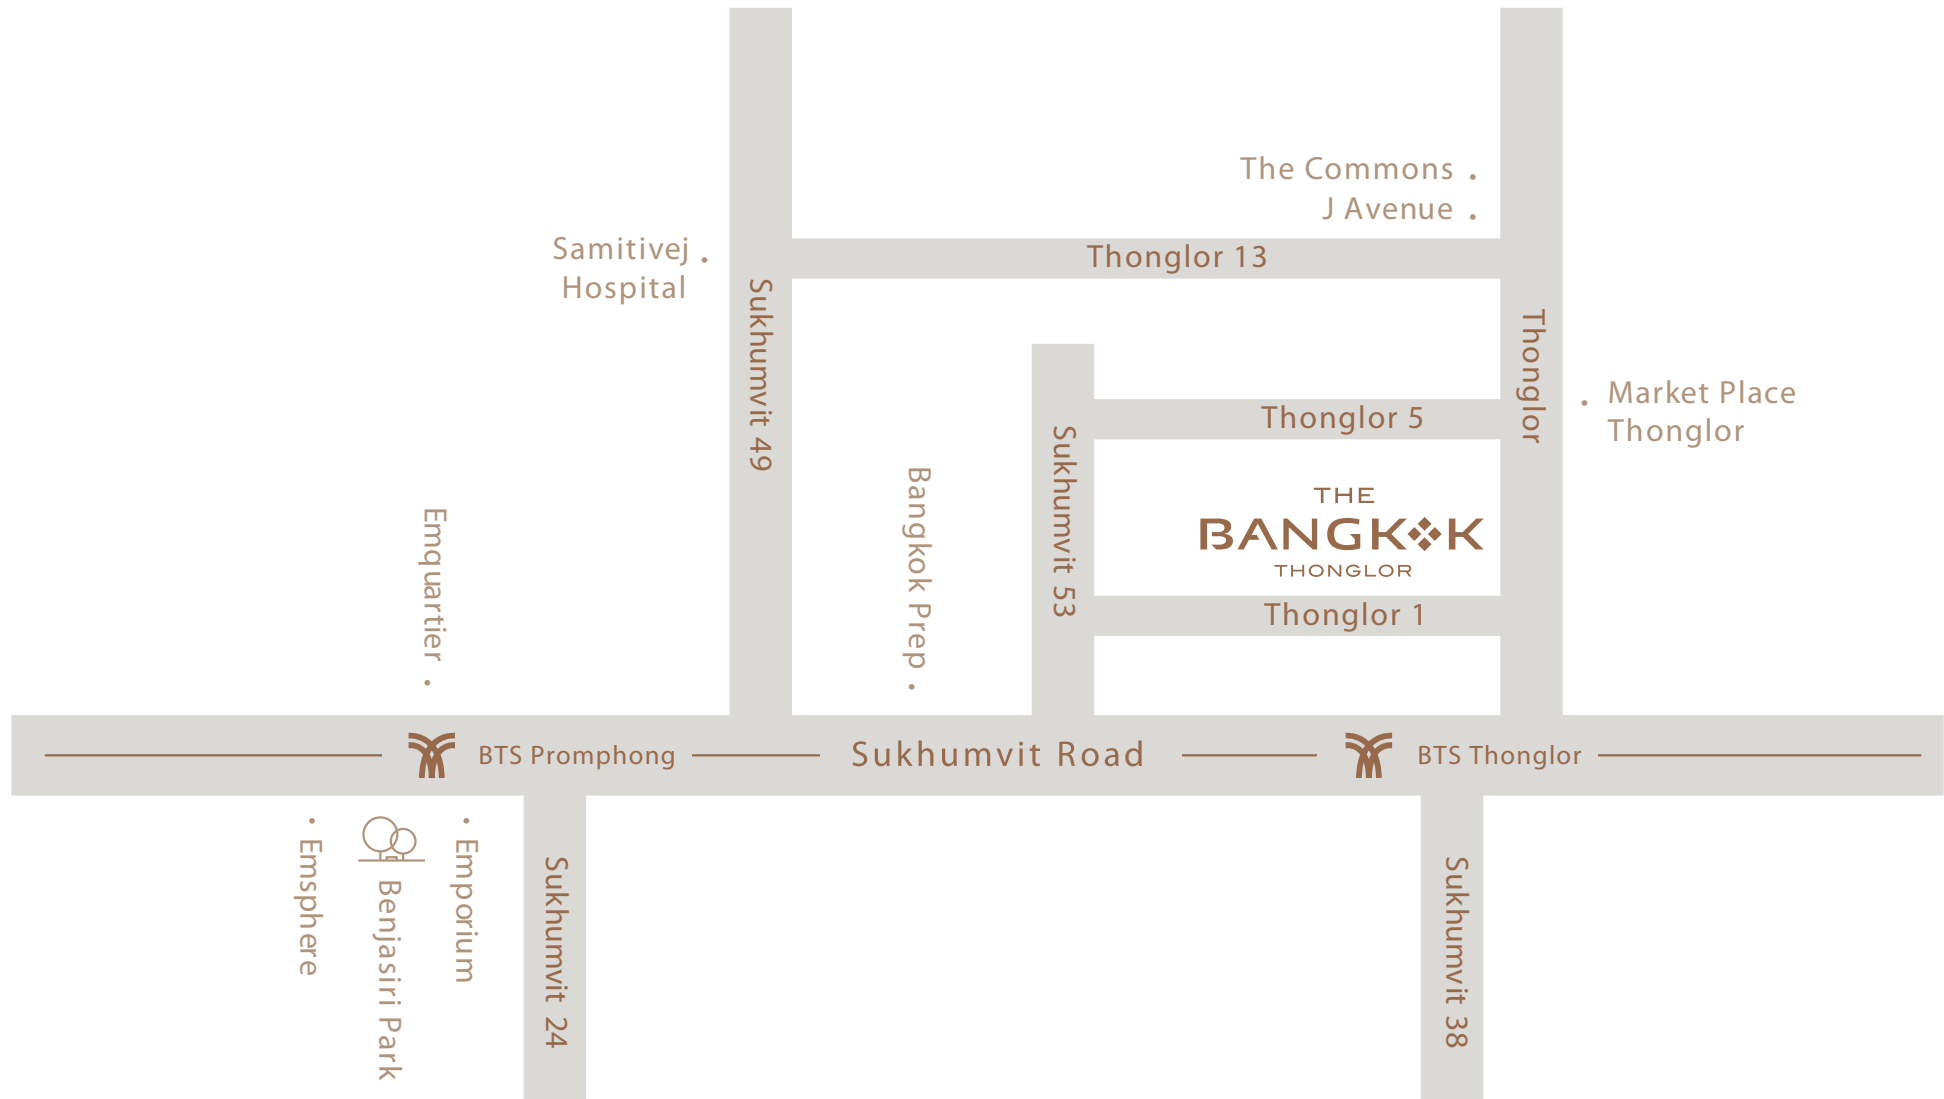 The Commons
J Avenue
Samitivej
Hospital
Thonglor 13
Sukhumvit 49
Thonglor
Market Place
Thonglor
Thonglor 5
Sukhumvit 53
Bangkok Prep
Emquartier
THE
BANGKOK
THONGLOR
Thonglor 1
BTS Promphong
Sukhumvit Road
BTS Thonglor
Emsphere
Benjasiri Park
Emporium
Sukhumvit 24
Sukhumvit 38